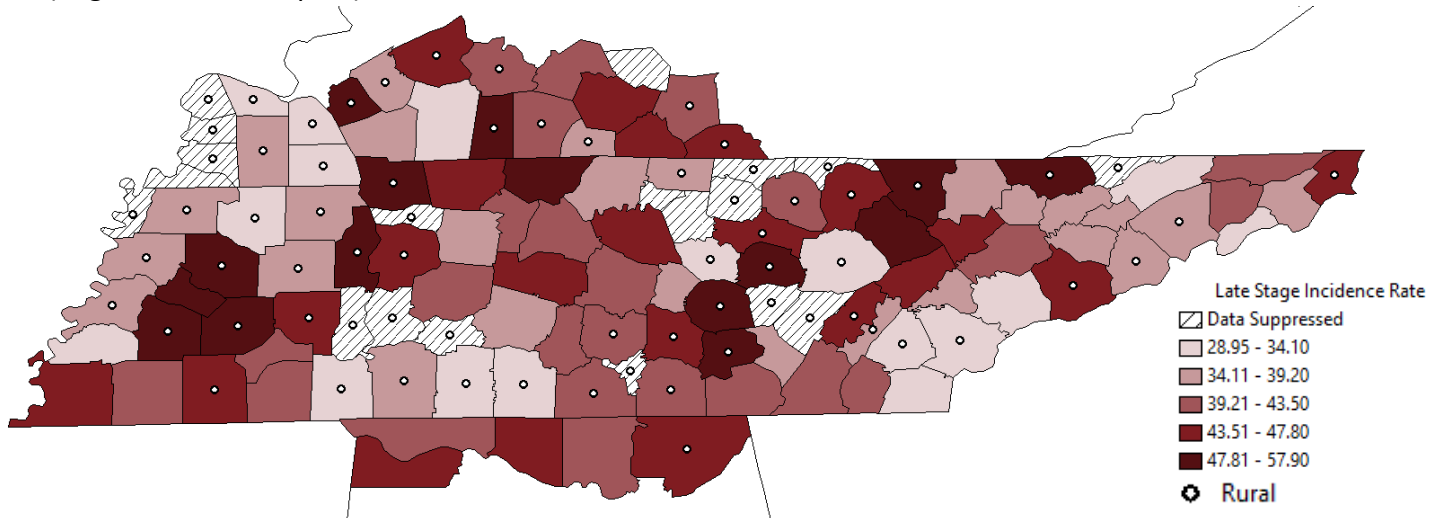 Late Stage Incidence Rate
Data Suppressed
28.95 - 34.10
34.11 - 39.20
39.21 - 43.50
43.51 - 47.80
47.81 - 57.90
Rural